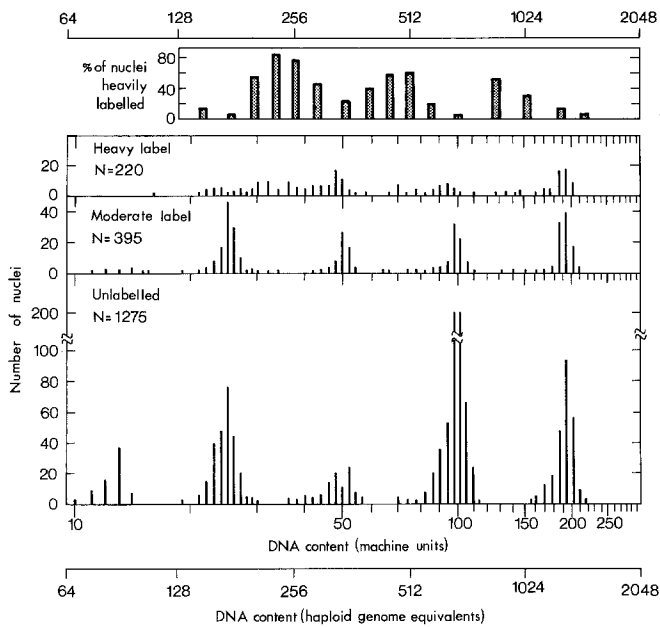 64 128 256 512 1024 2048
% of nuclei
heavily
labelled
80
40
0
Heavy label
N=220
20
0
Moderate label
N=395
40
20
0
Unlabelled
N=1275
200
100
80
60
40
20
0
Number of nuclei
10 50 100 150 200 250
DNA content (machine units)
64 128 256 512 1024 2048
DNA content (haploid genome equivalents)